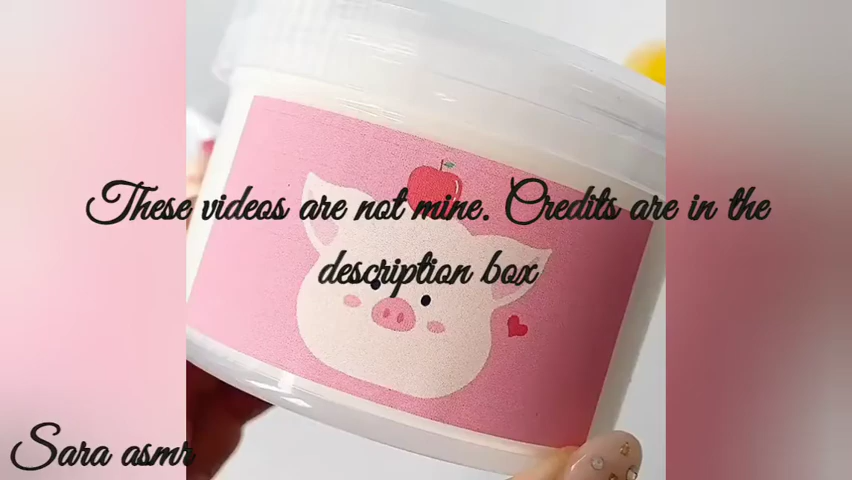 These videos are not mine. Credits are in the
description box
Sara asmr